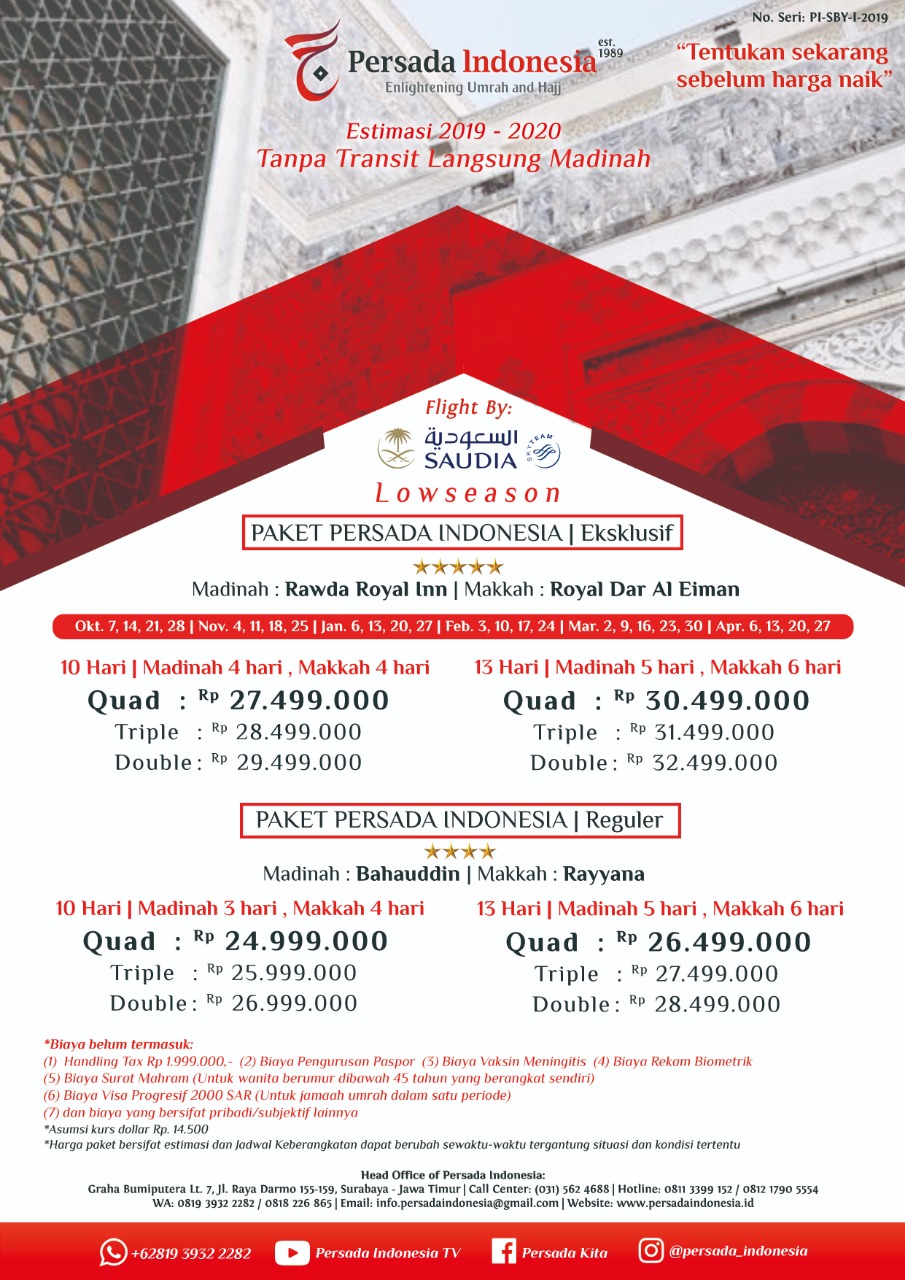 No. Seri: PI-SBY-I-2019
Persada Indonesia est. 1989
Enlightening Umrah and Hajj
“Tentukan sekarang
sebelum harga naik”
Estimasi 2019 - 2020
Tanpa Transit Langsung Madinah
Flight By:
السعودية
SAUDIA
SKYTEAM
Lowseason
PAKET PERSADA INDONESIA | Eksklusif
Madinah : Rawda Royal Inn | Makkah : Royal Dar Al Eiman
Okt. 7, 14, 21, 28 | Nov. 4, 11, 18, 25 | Jan. 6, 13, 20, 27 | Feb. 3, 10, 17, 24 | Mar. 2, 9, 16, 23, 30 | Apr. 6, 13, 20, 27
10 Hari | Madinah 4 hari , Makkah 4 hari
Quad : Rp 27.499.000
Triple : Rp 28.499.000
Double : Rp 29.499.000
13 Hari | Madinah 5 hari , Makkah 6 hari
Quad : Rp 30.499.000
Triple : Rp 31.499.000
Double : Rp 32.499.000
PAKET PERSADA INDONESIA | Reguler
Madinah : Bahauddin | Makkah : Rayyana
10 Hari | Madinah 3 hari , Makkah 4 hari
Quad : Rp 24.999.000
Triple : Rp 25.999.000
Double : Rp 26.999.000
13 Hari | Madinah 5 hari , Makkah 6 hari
Quad : Rp 26.499.000
Triple : Rp 27.499.000
Double : Rp 28.499.000
*Biaya belum termasuk:
(1) Handling Tax Rp 1.999.000,- (2) Biaya Pengurusan Paspor (3) Biaya Vaksin Meningitis (4) Biaya Rekam Biometrik
(5) Biaya Surat Mahram (Untuk wanita berumur dibawah 45 tahun yang berangkat sendiri)
(6) Biaya Visa Progresif 2000 SAR (Untuk jamaah umrah dalam satu periode)
(7) dan biaya yang bersifat pribadi/subjektif lainnya
*Asumsi kurs dollar Rp. 14.500
*Harga paket bersifat estimasi dan Jadwal Keberangkatan dapat berubah sewaktu-waktu tergantung situasi dan kondisi tertentu
Head Office of Persada Indonesia:
Graha Bumiputera Lt. 7, Jl. Raya Darmo 155-159, Surabaya - Jawa Timur | Call Center: (031) 562 4688 | Hotline: 0811 3399 152 / 0812 1790 5554
WA: 0819 3932 2282 / 0818 226 865 | Email: info.persadaindonesia@gmail.com | Website: www.persadaindonesia.id
+62819 3932 2282
Persada Indonesia TV
Persada Kita
@persada_indonesia